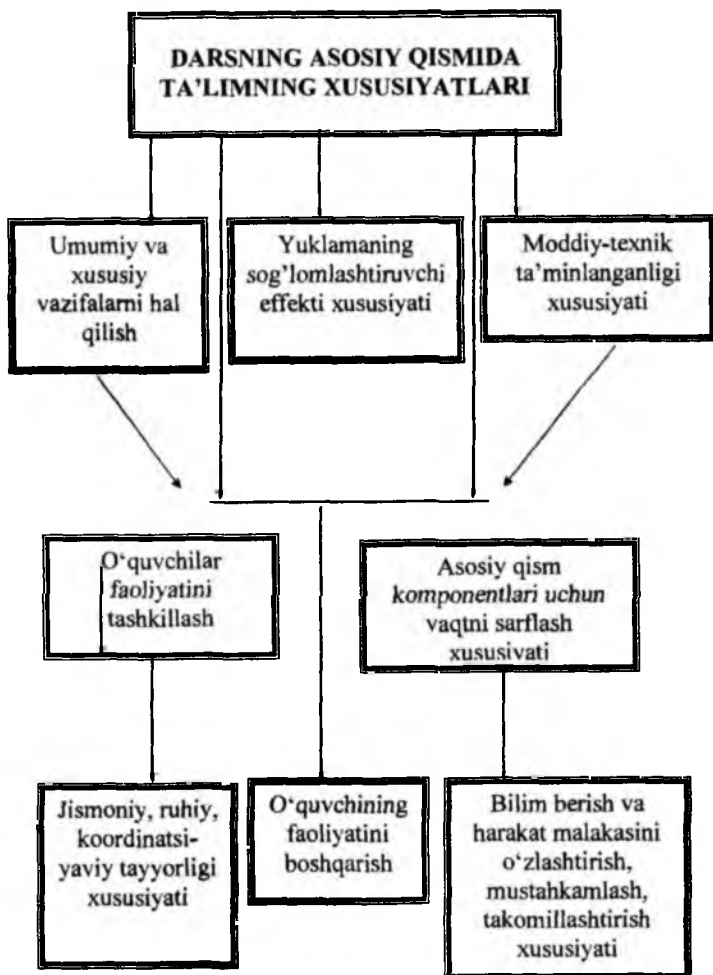 DARSNING ASOSIY QISMIDA
TA’LIMNING XUSUSIYATLARI
Umumiy va
xususiy
vazifalarni hal
qilish
Yuklamaning
sog’lomlashtiruvchi
effekti xususiyati
Moddiy-texnik
ta’minlanganligi
xususiyati
O‘quvchilar
faoliyatini
tashkillash
Asosiy qism
komponentlari uchun
vaqtni sarflash
xususivati
Jismoniy, ruhiy,
koordinatsi-
yaviy tayyorligi
xususiyati
O‘quvchining
faoliyatini
boshqarish
Bilim berish va
harakat malakasini
o’zlashtirish,
mustahkamlash,
takomillashtirish
xususiyati